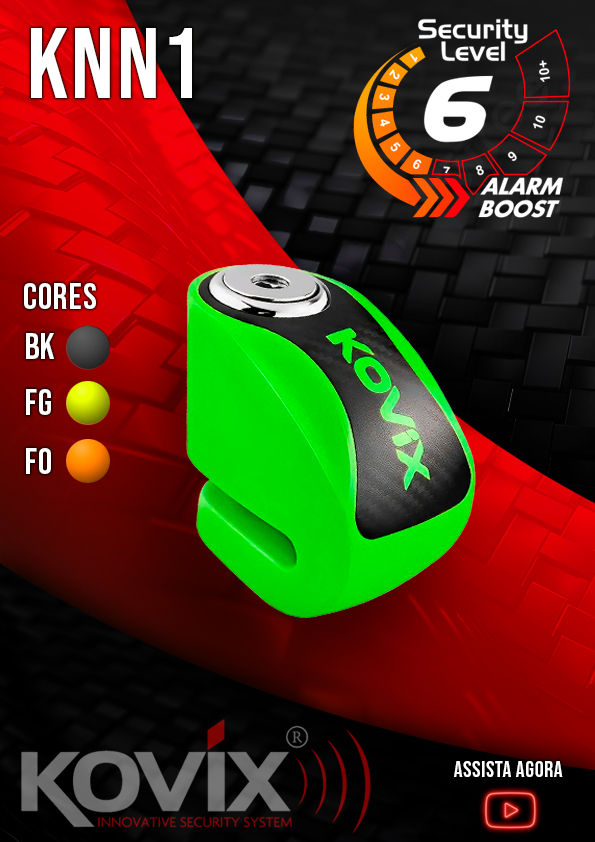 KNN1
Security
Level
6
1
2
3
4
5
6
7
8
9
10
10+
ALARM
BOOST
CORES
BK
FG
FO
KOVIX
KOVIX®
INNOVATIVE SECURITY SYSTEM
ASSISTA AGORA